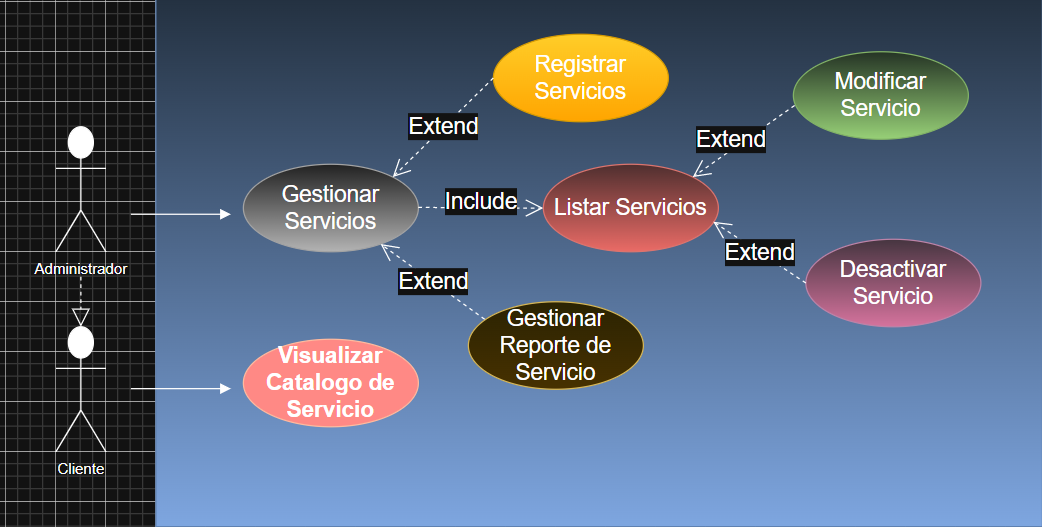 Registrar
Servicios
Modificar
Servicio
Extend
Extend
Gestionar
Servicios
Include
Listar Servicios
Extend
Desactivar
Servicio
Administrador
Extend
Gestionar
Reporte de
Servicio
Visualizar
Catalogo de
Servicio
Cliente